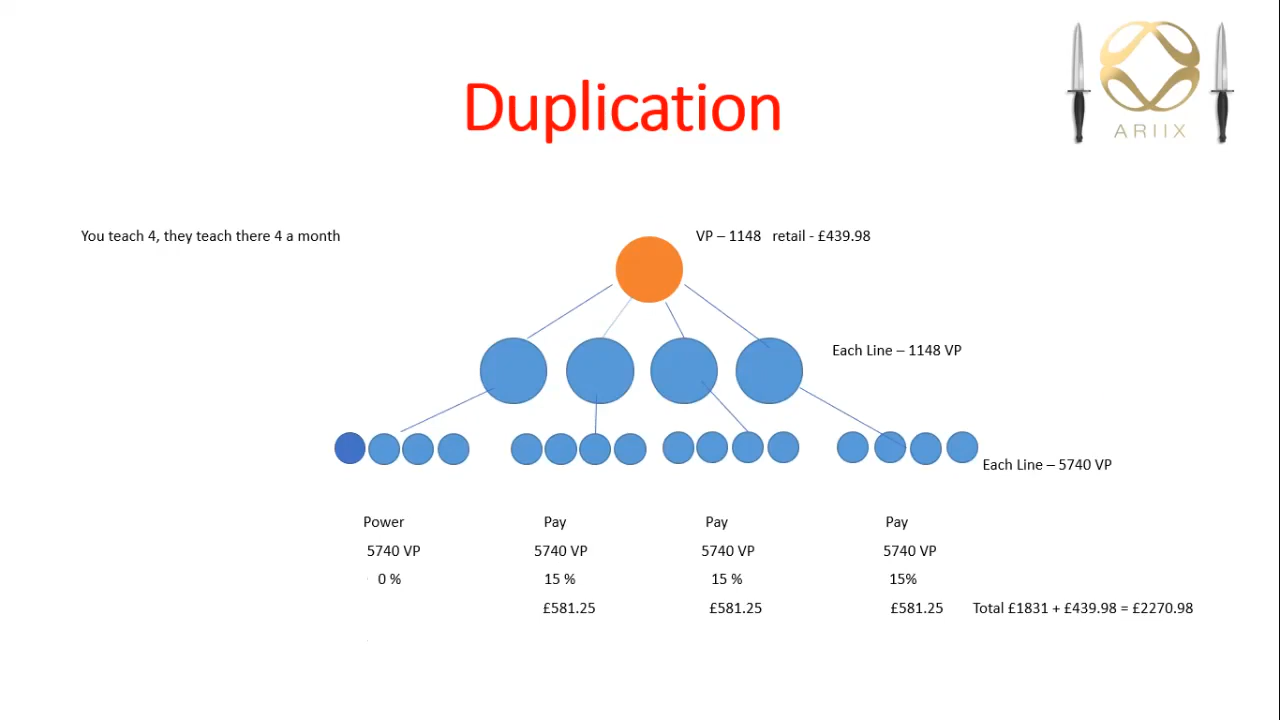 ARIIX
Duplication
You teach 4, they teach there 4 a month
VP – 1148 retail - £439.98
Each Line – 1148 VP
Each Line – 5740 VP
Power Pay Pay Pay
5740 VP 5740 VP 5740 VP 5740 VP
0 % 15 % 15 % 15%
£581.25 £581.25 £581.25 Total £1831 + £439.98 = £2270.98